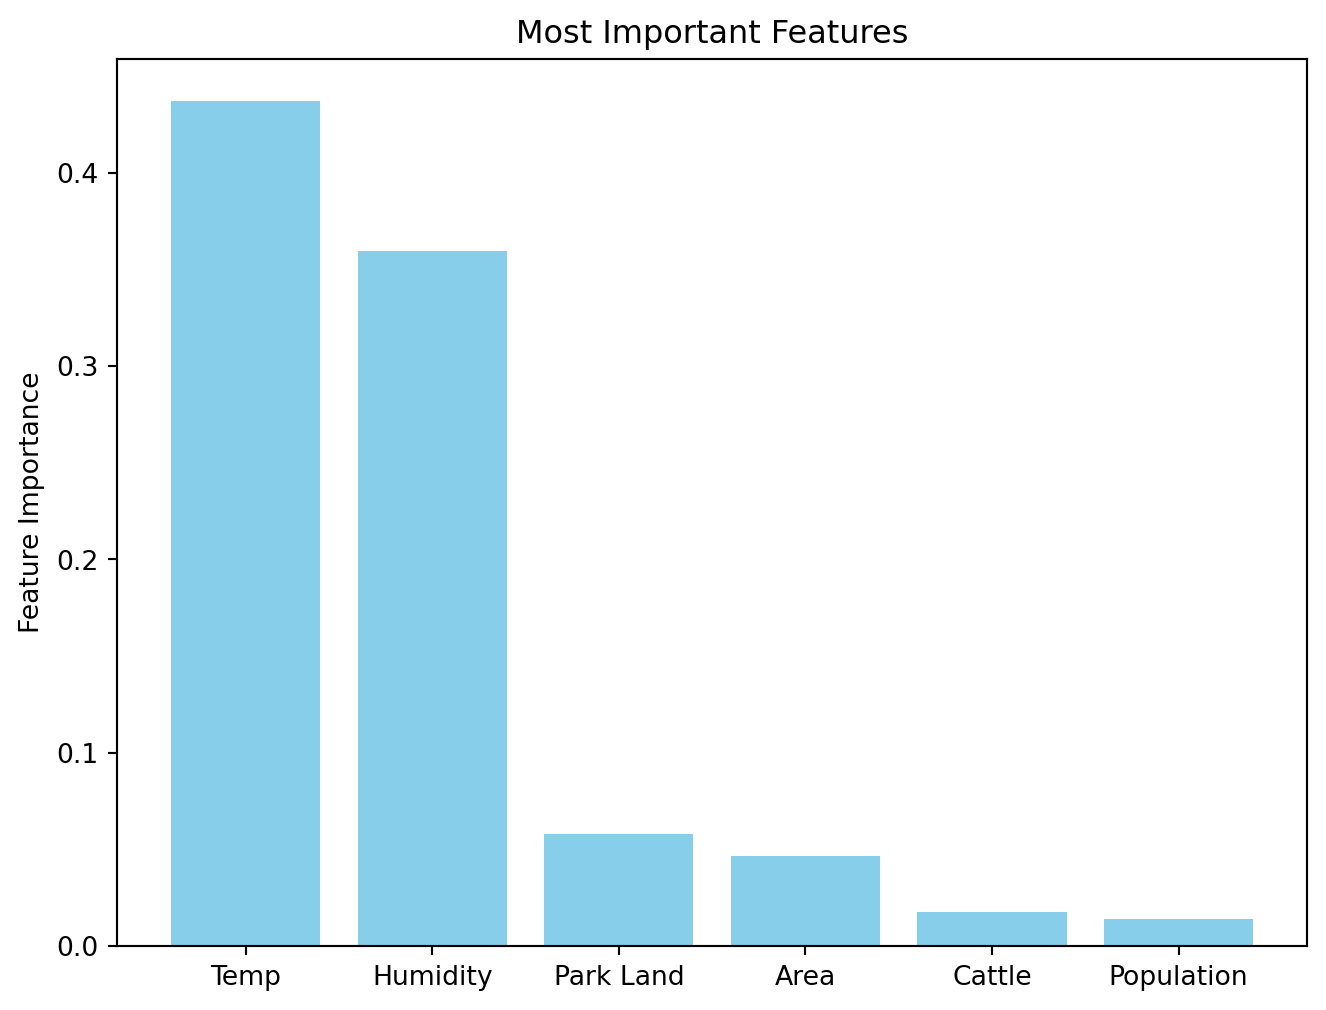 Most Important Features
Feature Importance
0.4
0.3
0.2
0.1
0.0
Temp Humidity Park Land Area Cattle Population